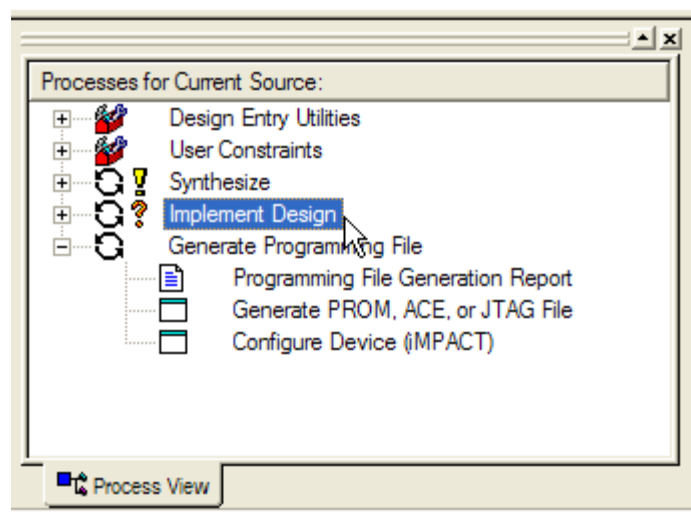 Processes for Current Source:
Design Entry Utilities
User Constraints
Synthesize
Implement Design
Generate Programming File
Programming File Generation Report
Generate PROM, ACE, or JTAG File
Configure Device (iMPACT)
Process View